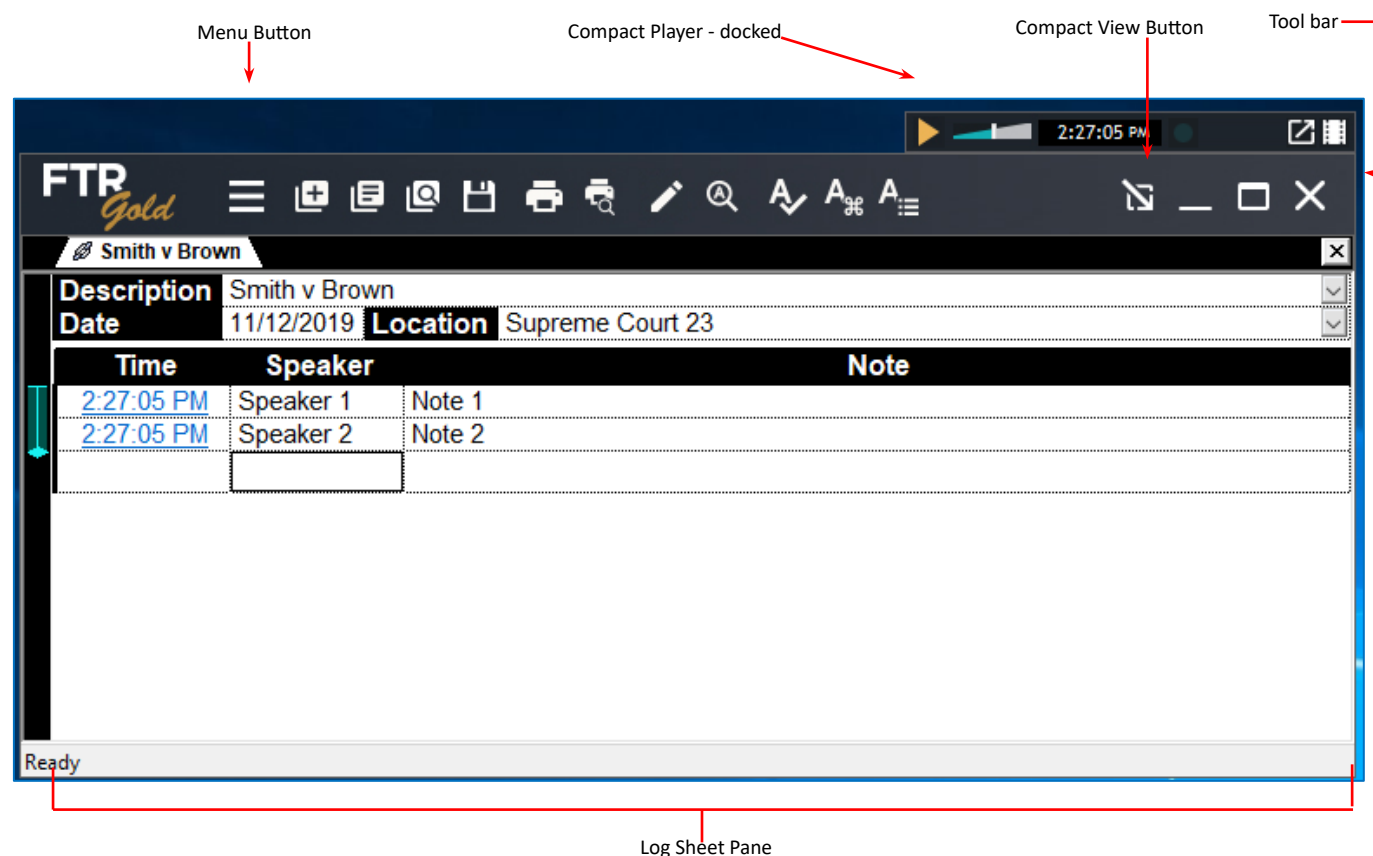 Menu Button
Compact Player - docked
Compact View Button
Tool bar
2:27:05 PM
FTR
Gold
Smith v Brown
Description Smith v Brown
Date 11/12/2019 Location Supreme Court 23
Time Speaker Note
2:27:05 PM Speaker 1 Note 1
2:27:05 PM Speaker 2 Note 2
Ready
Log Sheet Pane